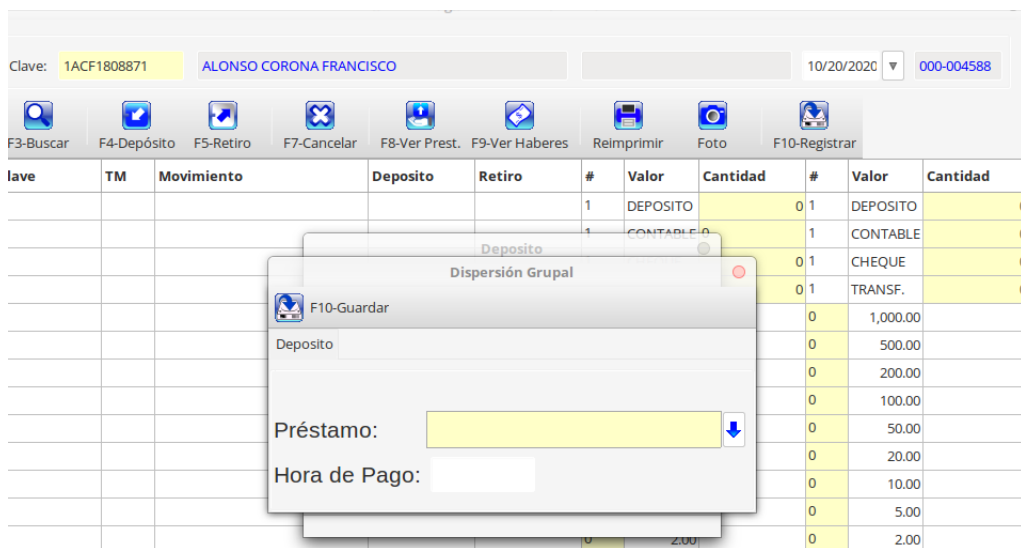 Clave: 1ACF1808871 ALONSO CORONA FRANCISCO 10/20/2020 000-004588
F3-Buscar F4-Depósito F5-Retiro F7-Cancelar F8-Ver Prest. F9-Ver Haberes Reimprimir Foto F10-Registrar
lave TM Movimiento Deposito Retiro # Valor Cantidad # Valor Cantidad
1 DEPOSITO 0 1 DEPOSITO
1 CONTABLE 0 1 CONTABLE
Deposito
0 1 CHEQUE
Dispersión Grupal
0 1 TRANSF.
F10-Guardar
0 1,000.00
Deposito
0 500.00
0 200.00
0 100.00
Préstamo:
0 50.00
0 20.00
Hora de Pago:
0 10.00
0 5.00
0 2.00 0 2.00